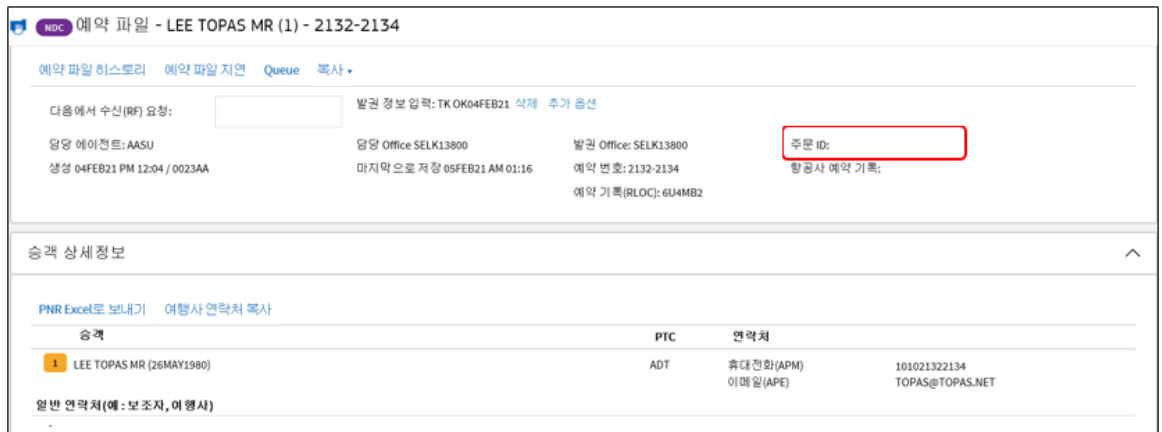 NDC 예약 파일 - LEE TOPAS MR (1) - 2132-2134
예약 파일 히스토리 예약 파일 지연 Queue 복사
다음에서 수신(RF) 요청: 발권 정보 입력: TK OK04FEB21 삭제 추가 옵션
담당 에이전트: AASU 담당 Office SELK13800 발권 Office: SELK13800 주문 ID:
생성 04FEB21 PM 12:04 / 0023AA 마지막으로 저장 05FEB21 AM 01:16 예약 번호: 2132-2134 항공사 예약 기록:
예약 기록(RLOC): 6U4MB2
승객 상세정보
PNR Excel로 보내기 여행사 연락처 복사
승객 PTC 연락처
1 LEE TOPAS MR (26MAY1980) ADT 휴대전화(APM) 101021322134
이메일(APE) TOPAS@TOPAS.NET
일반 연락처(예 : 보조자, 여행사)
-